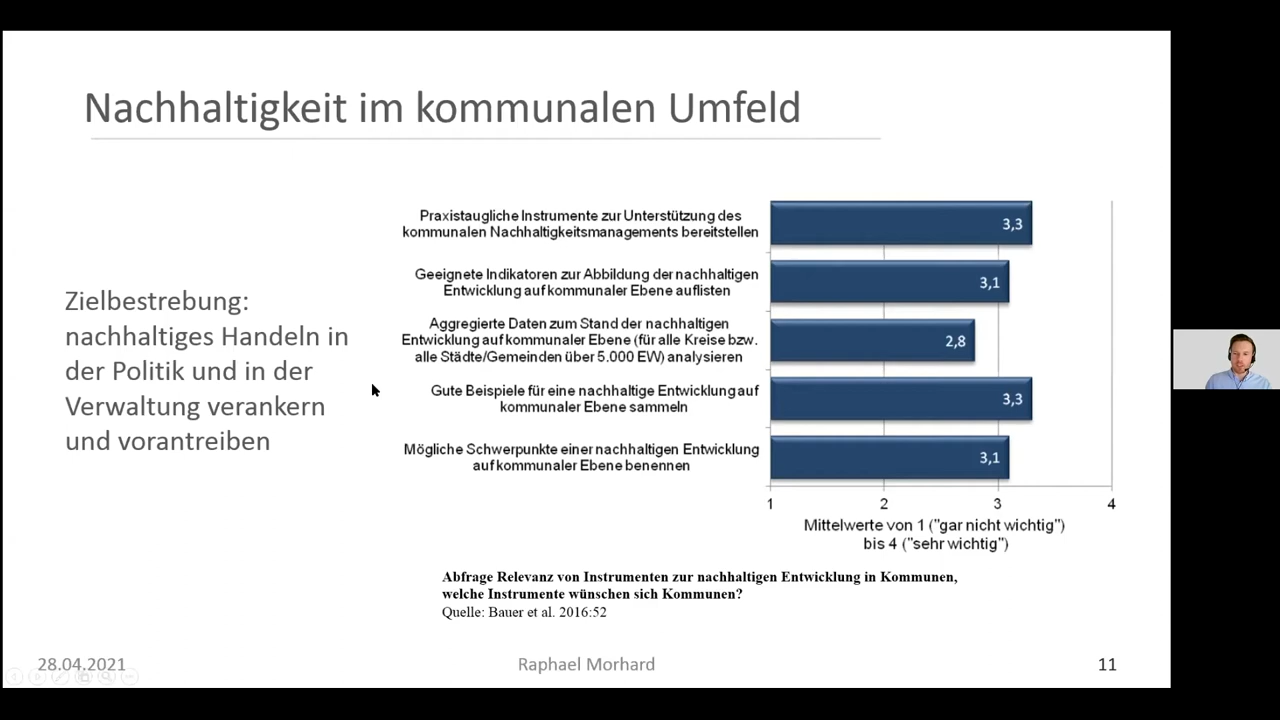 Nachhaltigkeit im kommunalen Umfeld
Zielbestrebung:
nachhaltiges Handeln in
der Politik und in der
Verwaltung verankern
und vorantreiben
Praxistaugliche Instrumente zur Unterstützung des
kommunalen Nachhaltigkeitsmanagements bereitstellen
3,3
Geeignete Indikatoren zur Abbildung der nachhaltigen
Entwicklung auf kommunaler Ebene auflisten
3,1
Aggregierte Daten zum Stand der nachhaltigen
Entwicklung auf kommunaler Ebene (für alle Kreise bzw.
alle Städte/Gemeinden über 5.000 EW) analysieren
2,8
Gute Beispiele für eine nachhaltige Entwicklung auf
kommunaler Ebene sammeln
3,3
Mögliche Schwerpunkte einer nachhaltigen Entwicklung
auf kommunaler Ebene benennen
3,1
1 2 3 4
Mittelwerte von 1 ("gar nicht wichtig")
bis 4 ("sehr wichtig")
Abfrage Relevanz von Instrumenten zur nachhaltigen Entwicklung in Kommunen,
welche Instrumente wünschen sich Kommunen?
Quelle: Bauer et al. 2016:52
28.04.2021 Raphael Morhard 11